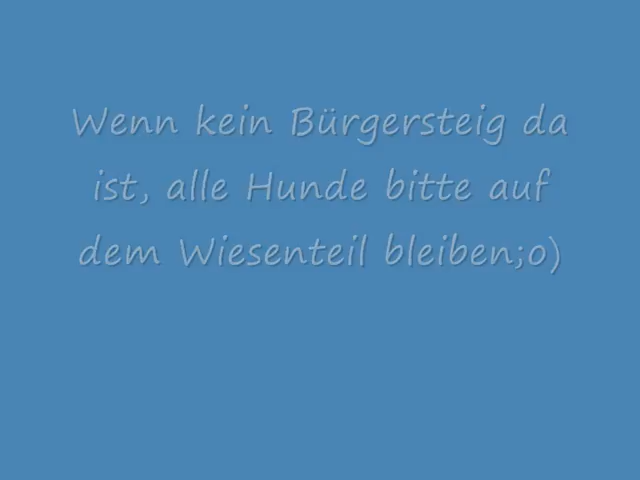 Wenn kein Bürgersteig da
ist, alle Hunde bitte auf
dem Wiesenteil bleiben;o)